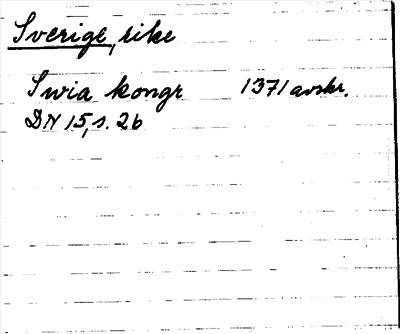 Sverige, rike
Swia kongr 1371 avskr.
DN 15, s. 26